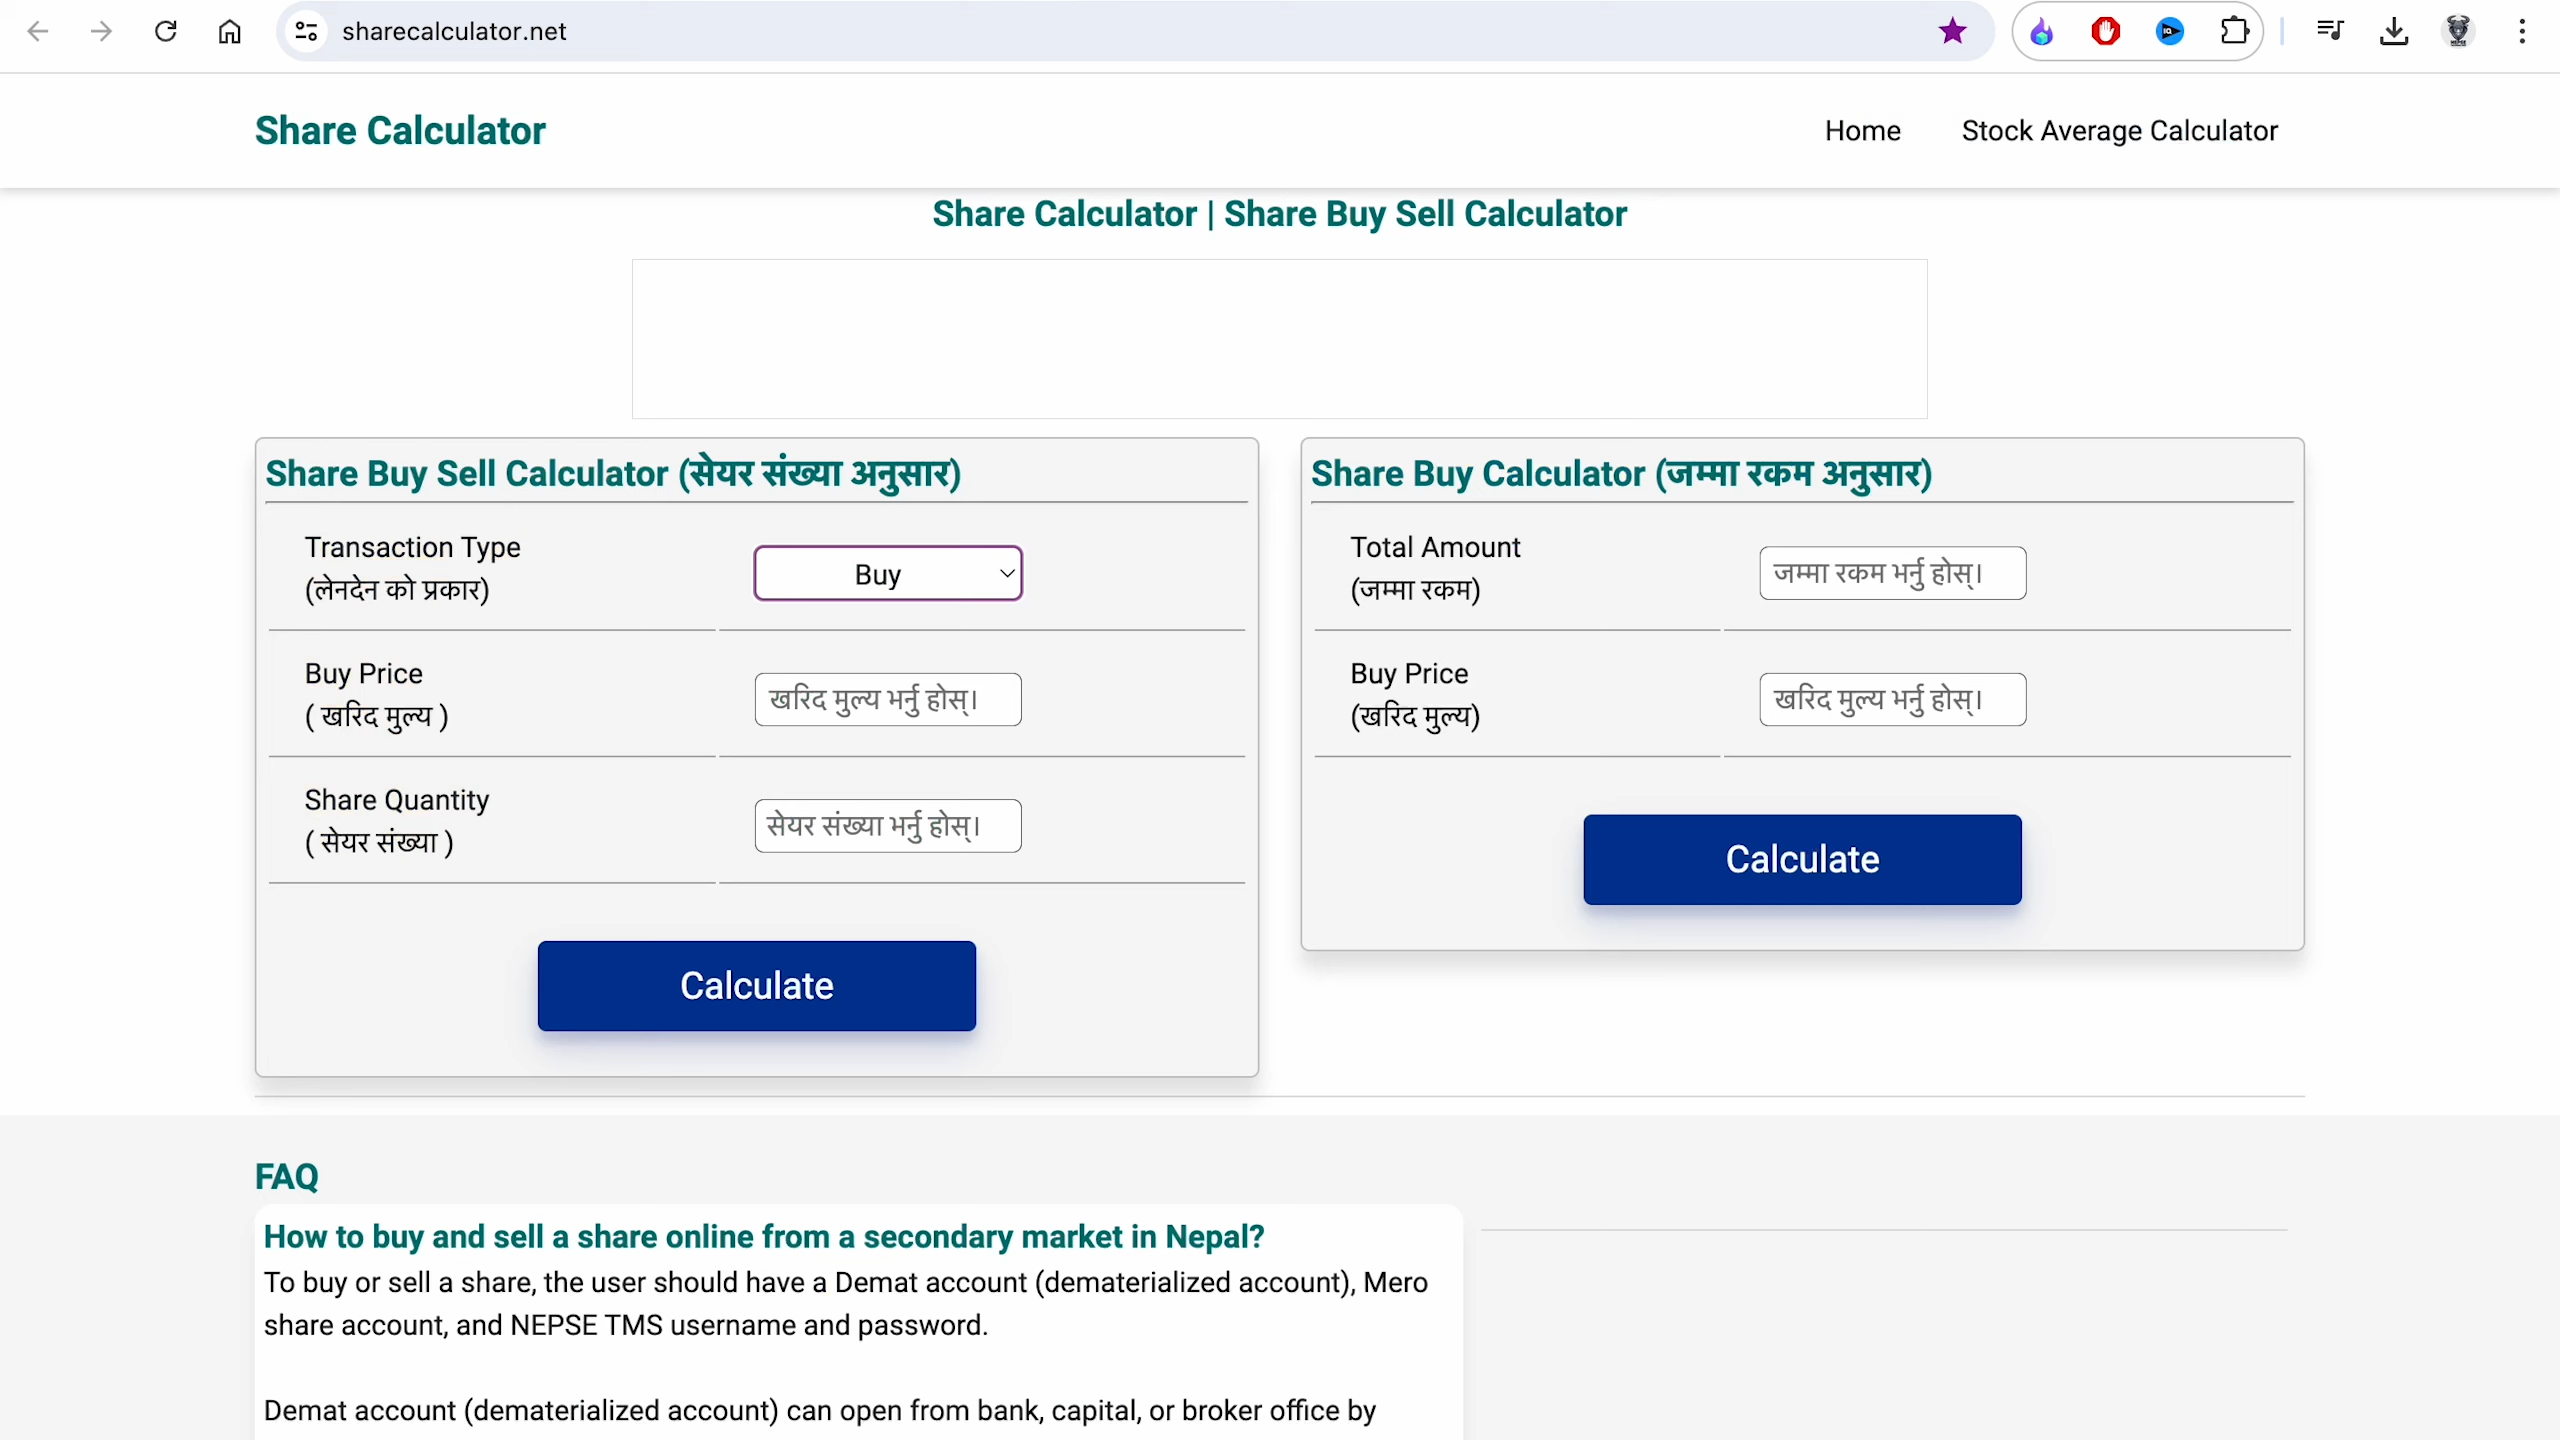 sharecalculator.net
Share Calculator
Home
Stock Average Calculator
Share Calculator | Share Buy Sell Calculator
Share Buy Sell Calculator (सेयर संख्या अनुसार)
Transaction Type
(लेनदेन को प्रकार)
Buy
Buy Price
( खरिद मुल्य )
खरिद मुल्य भर्नु होस्।
Share Quantity
( सेयर संख्या )
सेयर संख्या भर्नु होस्।
Calculate
Share Buy Calculator (जम्मा रकम अनुसार)
Total Amount
(जम्मा रकम)
जम्मा रकम भर्नु होस्।
Buy Price
(खरिद मुल्य)
खरिद मुल्य भर्नु होस्।
Calculate
FAQ
How to buy and sell a share online from a secondary market in Nepal?
To buy or sell a share, the user should have a Demat account (dematerialized account), Mero
share account, and NEPSE TMS username and password.
Demat account (dematerialized account) can open from bank, capital, or broker office by